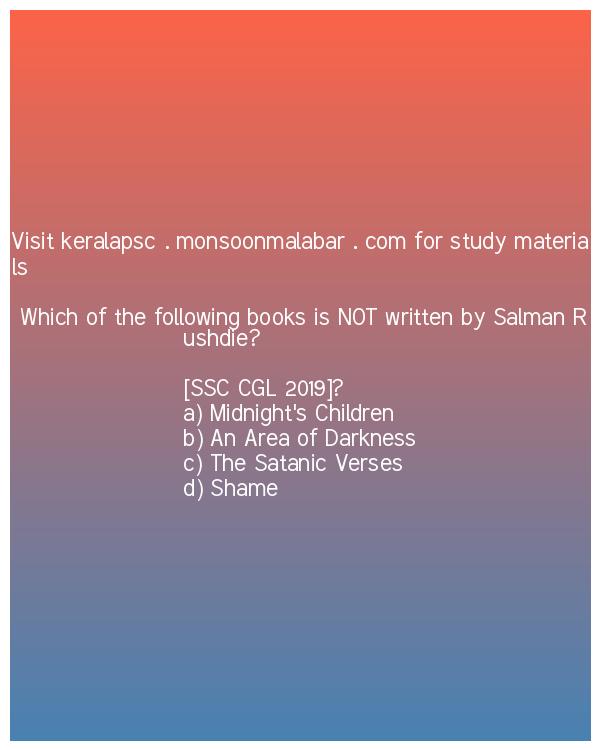 Visit keralapsc . monsoonmalabar . com for study materia
ls
Which of the following books is NOT written by Salman R
ushdie?
[SSC CGL 2019]?
a) Midnight's Children
b) An Area of Darkness
c) The Satanic Verses
d) Shame